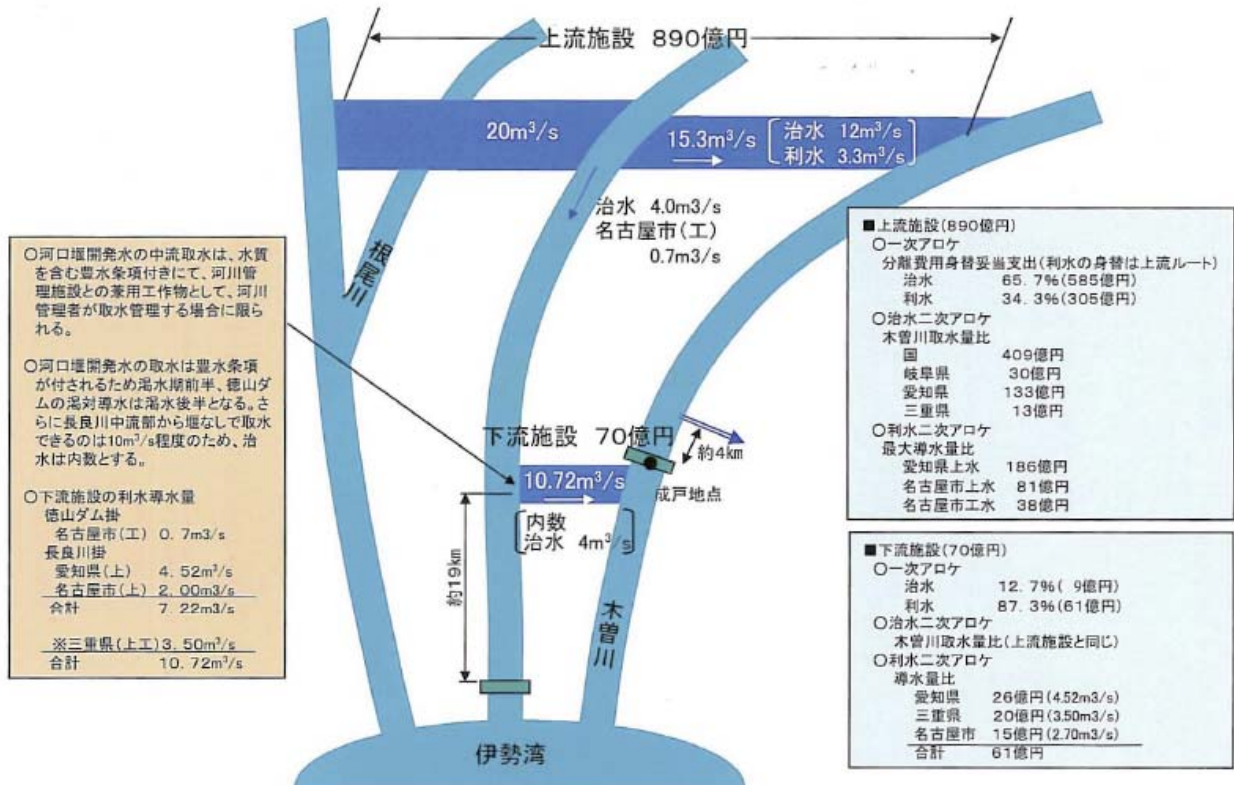 上流施設 890億円
20m³/s
15.3m³/s
治水 12m³/s
利水 3.3m³/s
治水 4.0m3/s
名古屋市(工)
0.7m3/s
根尾川
○河口堰開発水の中流取水は、水質
を含む豊水条項付きにて、河川管
理施設との兼用工作物として、河川
管理者が取水管理する場合に限ら
れる。
○河口堰開発水の取水は豊水条項
が付されるため渇水期前半、徳山ダ
ムの渇対導水は渇水後半となる。さ
らに長良川中流部から堰なしで取水
できるのは10m³/s程度のため、治
水は内数とする。
○下流施設の利水導水量
徳山ダム掛
名古屋市(工) 0.7m3/s
長良川掛
愛知県(上) 4.52m³/s
名古屋市(上) 2.00m3/s
合計 7.22m3/s
※三重県(上工)3.50m³/s
合計 10.72m³/s
下流施設 70億円
10.72m³/s
内数
治水 4m³/s
約4km
成戸地点
約19km
木曽川
伊勢湾
■上流施設(890億円)
○一次アロケ
分離費用身替妥当支出(利水の身替は上流ルート)
治水 65.7%(585億円)
利水 34.3%(305億円)
○治水二次アロケ
木曽川取水量比
国 409億円
岐阜県 30億円
愛知県 133億円
三重県 13億円
○利水二次アロケ
最大導水量比
愛知県上水 186億円
名古屋市上水 81億円
名古屋市工水 38億円
■下流施設(70億円)
○一次アロケ
治水 12.7%( 9億円)
利水 87.3%(61億円)
○治水二次アロケ
木曽川取水量比(上流施設と同じ)
○利水二次アロケ
導水量比
愛知県 26億円(4.52m3/s)
三重県 20億円(3.50m3/s)
名古屋市 15億円(2.70m3/s)
合計 61億円